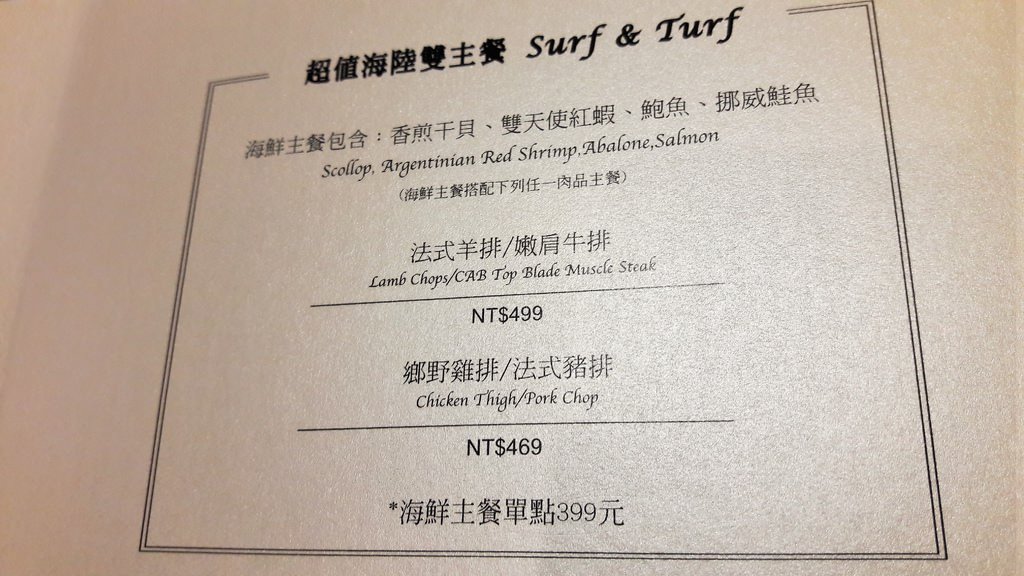 超值海陸雙主餐 Surf & Turf
海鮮主餐包含：香煎干貝、雙天使紅蝦、鮑魚、挪威鮭魚
Scollop, Argentinian Red Shrimp,Abalone,Salmon
(海鮮主餐搭配下列任一肉品主餐)
法式羊排/嫩肩牛排
Lamb Chops/CAB Top Blade Muscle Steak
NT$499
鄉野雞排/法式豬排
Chicken Thigh/Pork Chop
NT$469
*海鮮主餐單點399元